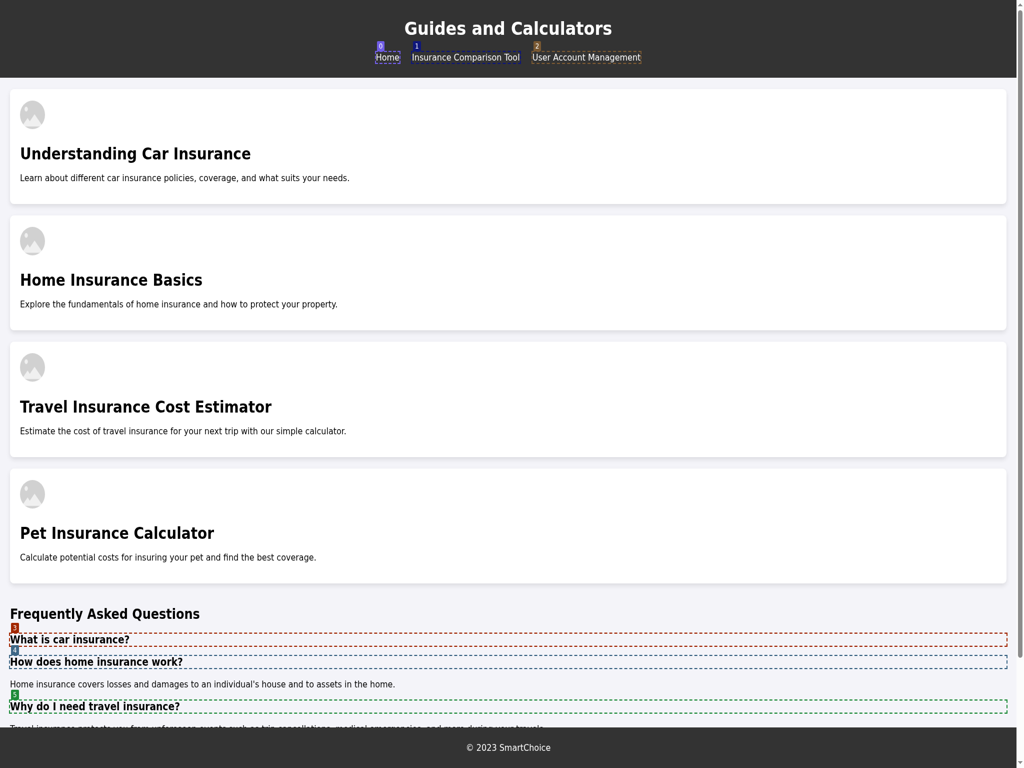 Guides and Calculators
0 1 2
Home Insurance Comparison Tool User Account Management
Understanding Car Insurance
Learn about different car insurance policies, coverage, and what suits your needs.
Home Insurance Basics
Explore the fundamentals of home insurance and how to protect your property.
Travel Insurance Cost Estimator
Estimate the cost of travel insurance for your next trip with our simple calculator.
Pet Insurance Calculator
Calculate potential costs for insuring your pet and find the best coverage.
Frequently Asked Questions
3
What is car insurance?
4
How does home insurance work?
Home insurance covers losses and damages to an individual's house and to assets in the home.
5
Why do I need travel insurance?
© 2023 SmartChoice